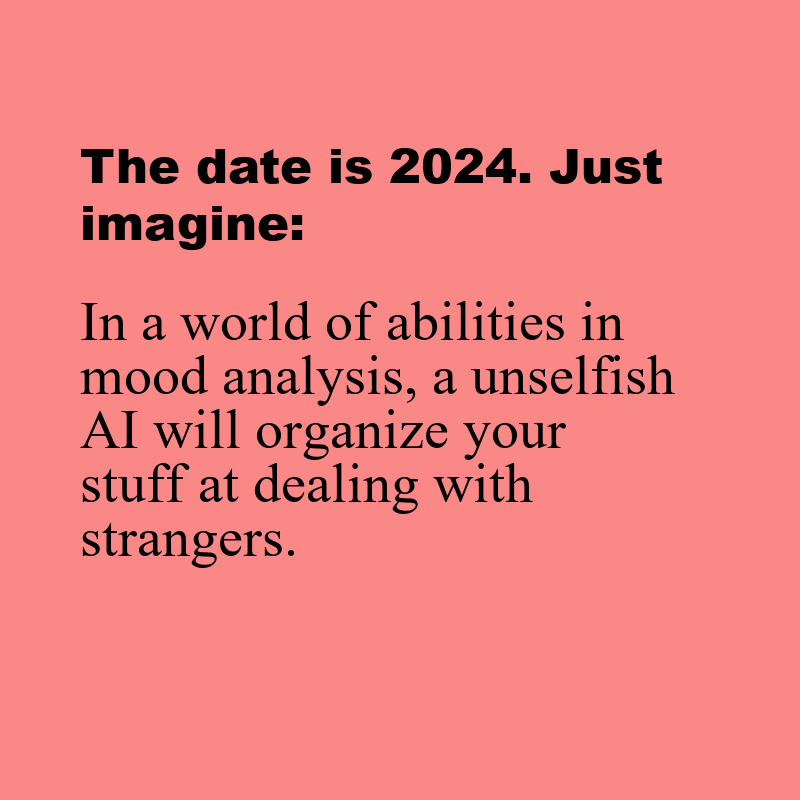 The date is 2024. Just
imagine:
In a world of abilities in
mood analysis, a unselfish
AI will organize your
stuff at dealing with
strangers.